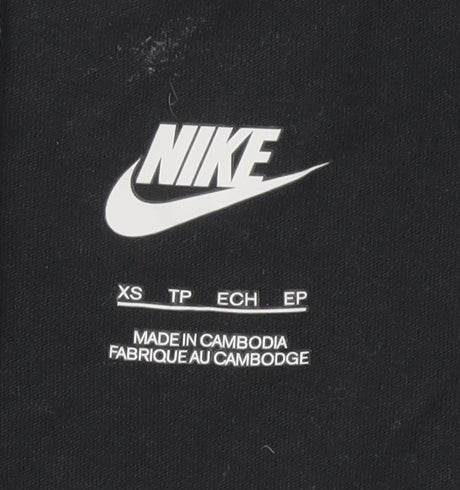 NIKE
XS TP ECH EP
MADE IN CAMBODIA
FABRIQUE AU CAMBODGE